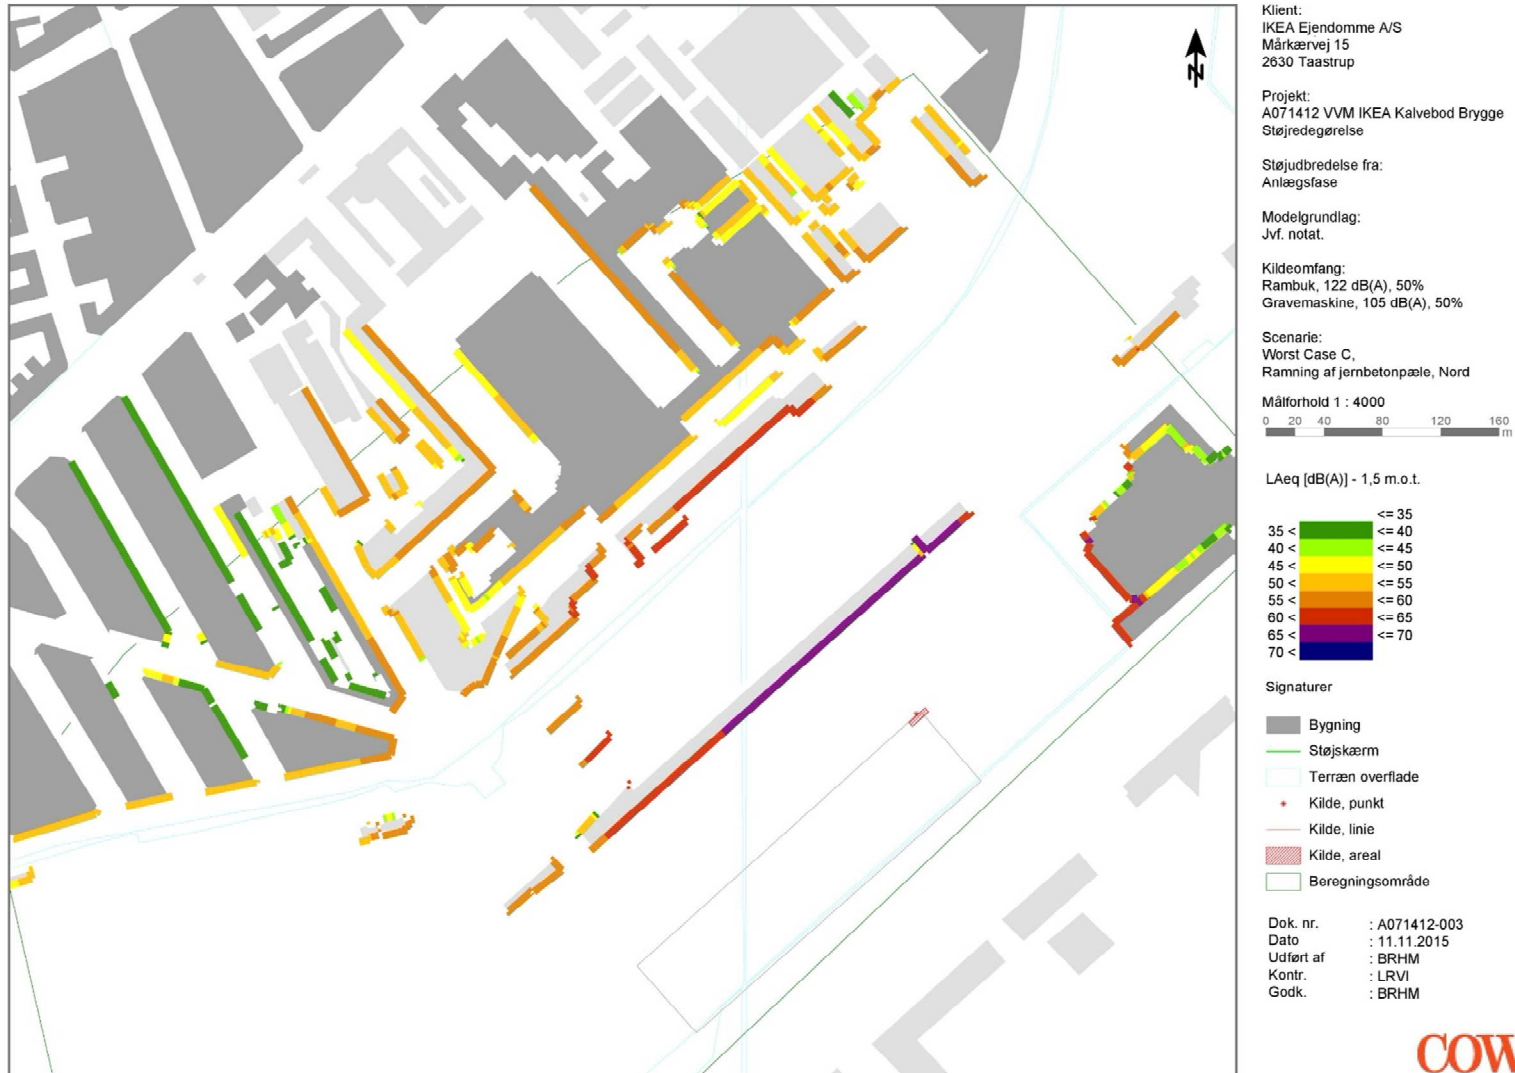 Klient:
IKEA Ejendomme A/S
Mårkærvej 15
2630 Taastrup
Projekt:
A071412 VVM IKEA Kalvebod Brygge
Støjredegørelse
Støjudbredelse fra:
Anlægsfase
Modelgrundlag:
Jvf. notat.
Kildeomfang:
Rambuk, 122 dB(A), 50%
Gravemaskine, 105 dB(A), 50%
Scenarie:
Worst Case C,
Ramning af jernbetonpæle, Nord
Målforhold 1 : 4000
0 20 40 80 120 160
m
LAeq [dB(A)] - 1,5 m.o.t.
<= 35
35 < <= 40
40 < <= 45
45 < <= 50
50 < <= 55
55 < <= 60
60 < <= 65
65 < <= 70
70 <
Signaturer
Bygning
Støjskærm
Terræn overflade
Kilde, punkt
Kilde, linie
Kilde, areal
Beregningsområde
Dok. nr. : A071412-003
Dato : 11.11.2015
Udført af : BRHM
Kontr. : LRVI
Godk. : BRHM
N
COW